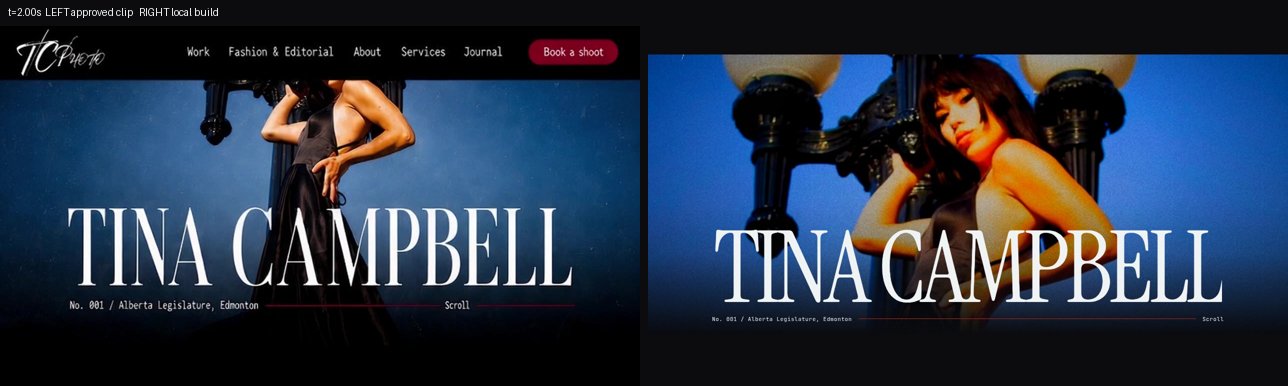 t=2.00s LEFT approved clip RIGHT local build
TCPhoto
Work Fashion & Editorial About Services Journal Book a shoot
TINA CAMPBELL
No. 001 / Alberta Legislature, Edmonton Scroll
TINA CAMPBELL
No. 001 / Alberta Legislature, Edmonton Scroll